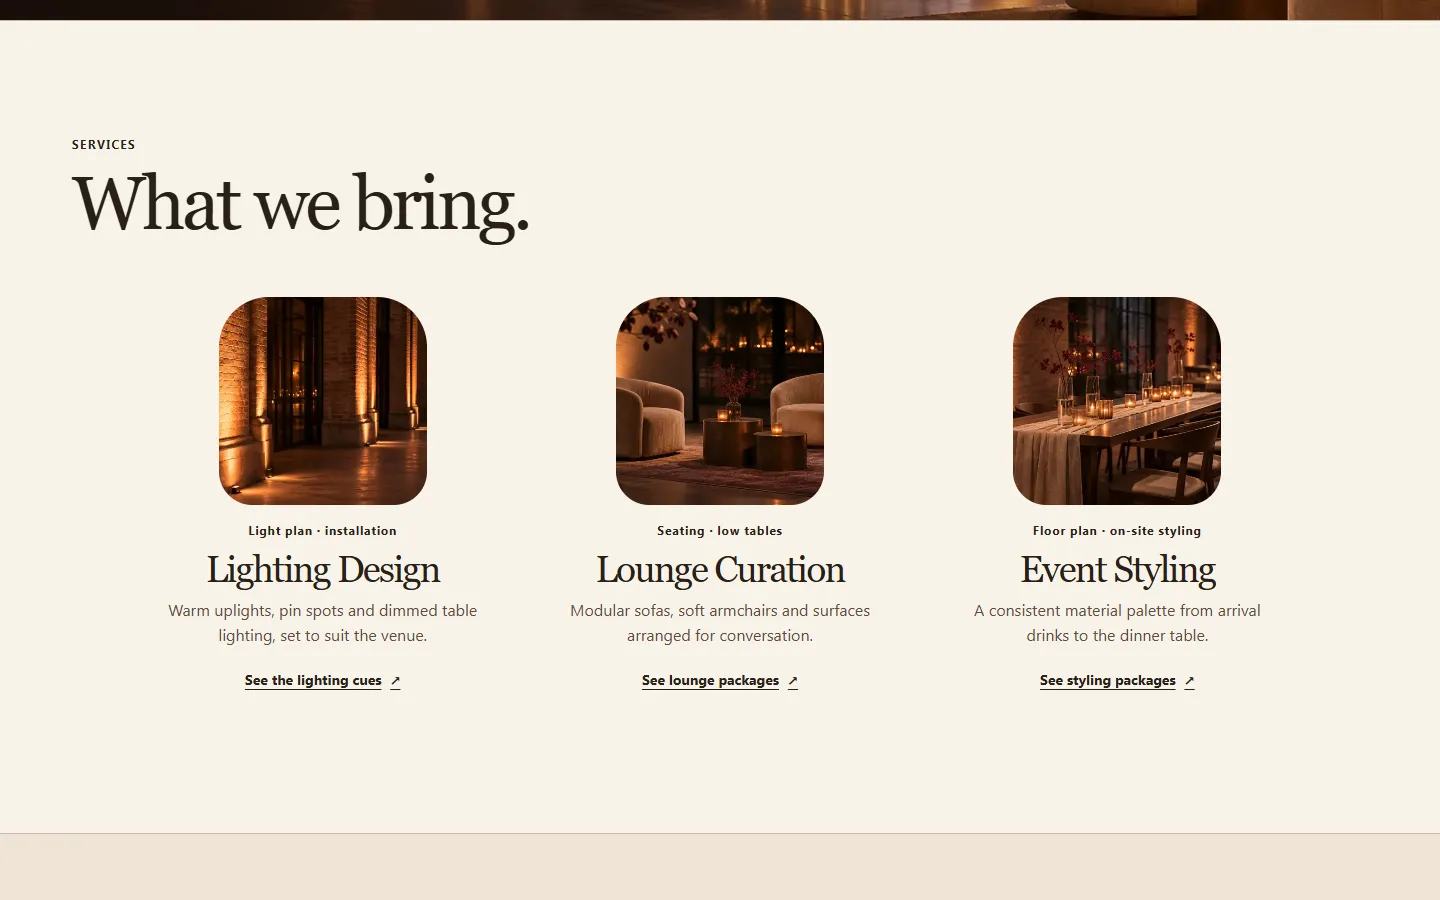 SERVICES
What we bring.
Light plan · installation
Lighting Design
Warm uplights, pin spots and dimmed table
lighting, set to suit the venue.
See the lighting cues ↗
Seating · low tables
Lounge Curation
Modular sofas, soft armchairs and surfaces
arranged for conversation.
See lounge packages ↗
Floor plan · on-site styling
Event Styling
A consistent material palette from arrival
drinks to the dinner table.
See styling packages ↗